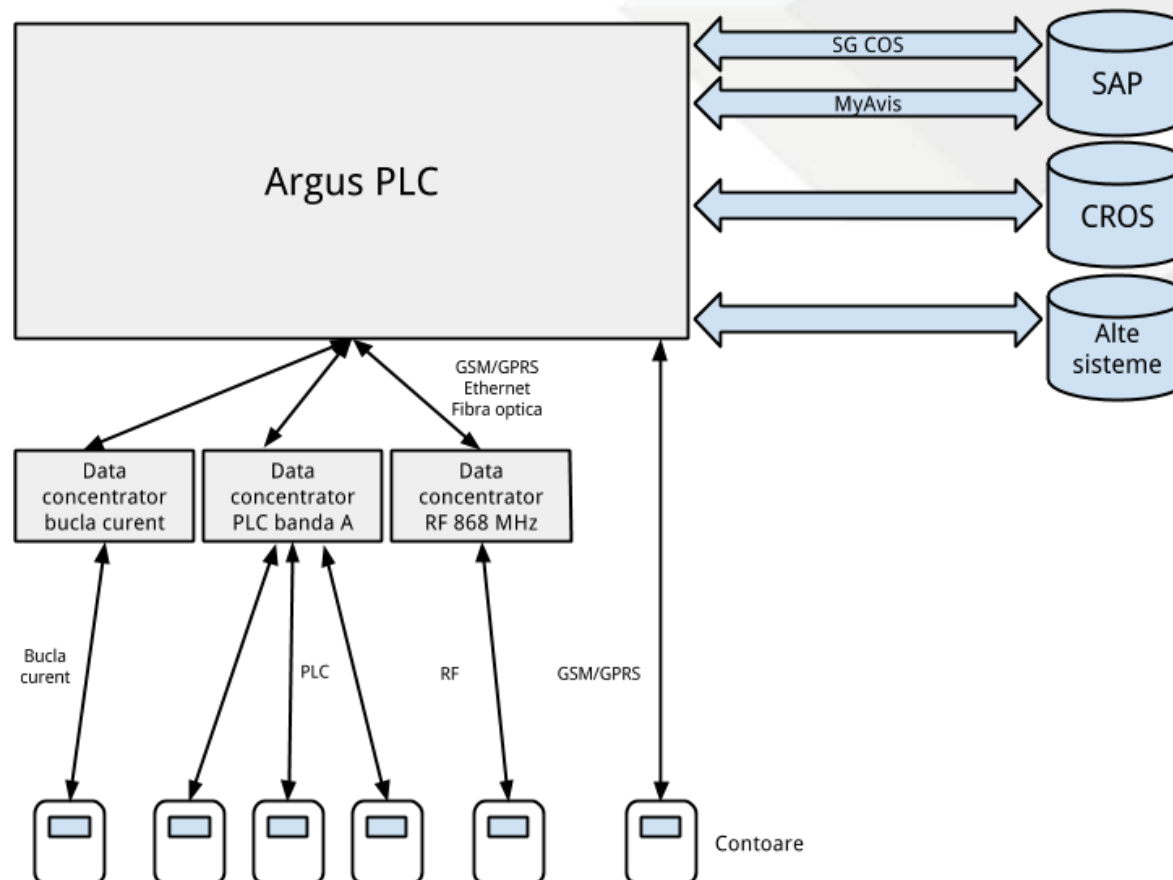 SG COS
SAP
MyAvis
Argus PLC
CROS
Alte
sisteme
GSM/GPRS
Ethernet
Fibra optica
Data
concentrator
bucla curent
Data
concentrator
PLC banda A
Data
concentrator
RF 868 MHz
Bucla
curent
PLC
RF
GSM/GPRS
Contoare